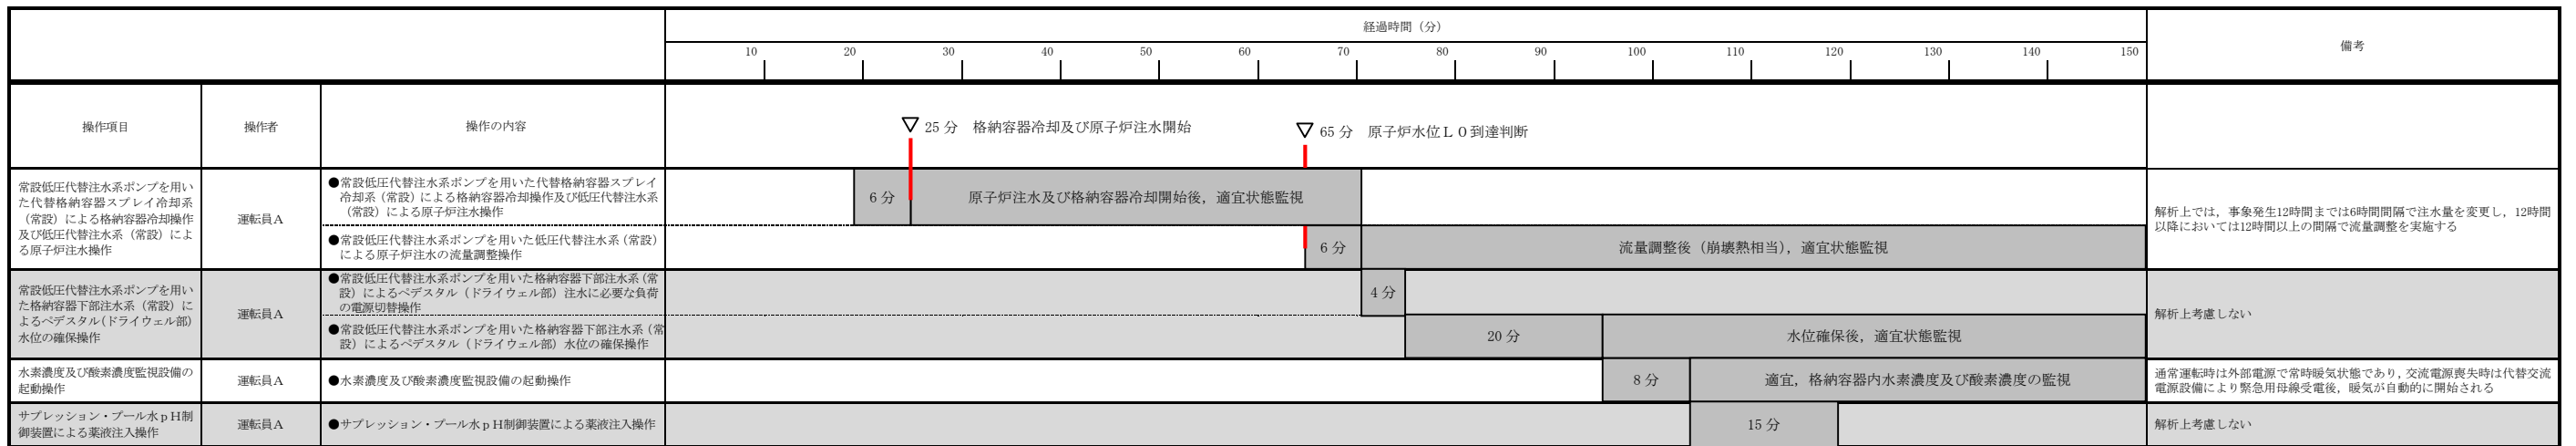 経過時間（分）
備考
10 20 30 40 50 60 70 80 90 100 110 120 130 140 150
操作項目
操作者
操作の内容
25 分　格納容器冷却及び原子炉注水開始
65 分　原子炉水位Ｌ０到達判断
常設低圧代替注水系ポンプを用い
た代替格納容器スプレイ冷却系
（常設）による格納容器冷却操作
及び低圧代替注水系（常設）によ
る原子炉注水操作
運転員Ａ
●常設低圧代替注水系ポンプを用いた代替格納容器スプレイ
冷却系（常設）による格納容器冷却操作及び低圧代替注水系
（常設）による原子炉注水操作
6 分
原子炉注水及び格納容器冷却開始後，適宜状態監視
●常設低圧代替注水系ポンプを用いた低圧代替注水系（常設）
による原子炉注水の流量調整操作
6 分
流量調整後（崩壊熱相当），適宜状態監視
解析上では，事象発生12時間までは6時間間隔で注水量を変更し，12時間
以降においては12時間以上の間隔で流量調整を実施する
常設低圧代替注水系ポンプを用い
た格納容器下部注水系（常設）に
よるペデスタル（ドライウェル部）
水位の確保操作
運転員Ａ
●常設低圧代替注水系ポンプを用いた格納容器下部注水系（常
設）によるペデスタル（ドライウェル部）注水に必要な負荷
の電源切替操作
4 分
●常設低圧代替注水系ポンプを用いた格納容器下部注水系（常
設）によるペデスタル（ドライウェル部）水位の確保操作
20 分
水位確保後，適宜状態監視
解析上考慮しない
水素濃度及び酸素濃度監視設備の
起動操作
運転員Ａ
●水素濃度及び酸素濃度監視設備の起動操作
8 分
適宜，格納容器内水素濃度及び酸素濃度の監視
通常運転時は外部電源で常時暖気状態であり，交流電源喪失時は代替交流
電源設備により緊急用母線受電後，暖気が自動的に開始される
サプレッション・プール水ｐＨ制
御装置による薬液注入操作
運転員Ａ
●サプレッション・プール水ｐＨ制御装置による薬液注入操作
15 分
解析上考慮しない